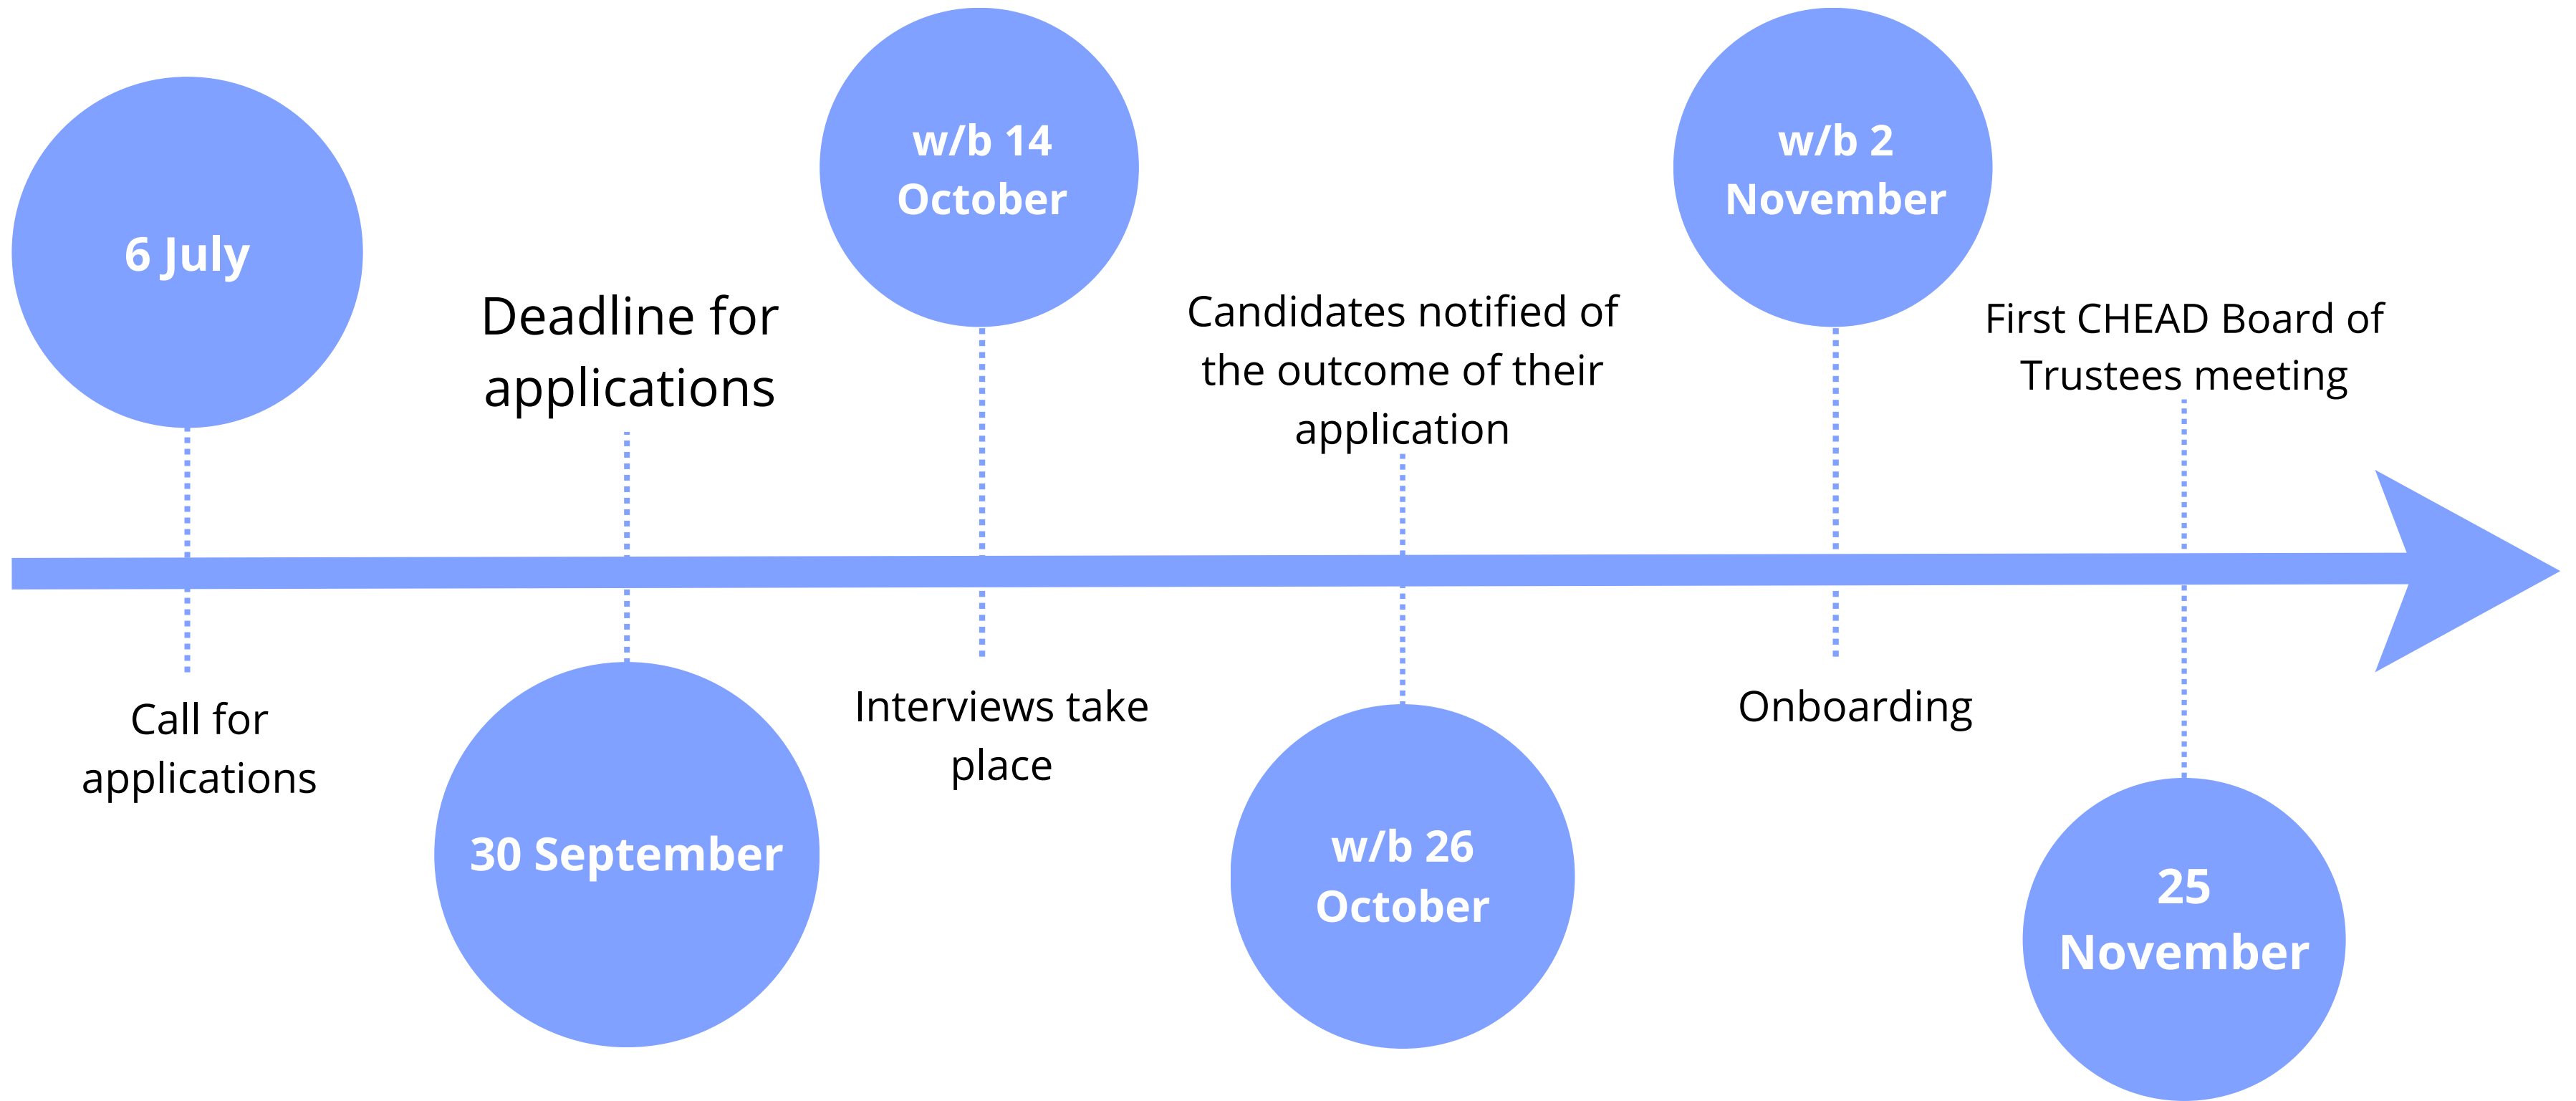 6 July
Call for
applications
Deadline for
applications
30 September
w/b 14
October
Interviews take
place
Candidates notified of
the outcome of their
application
w/b 26
October
w/b 2
November
Onboarding
First CHEAD Board of
Trustees meeting
25
November